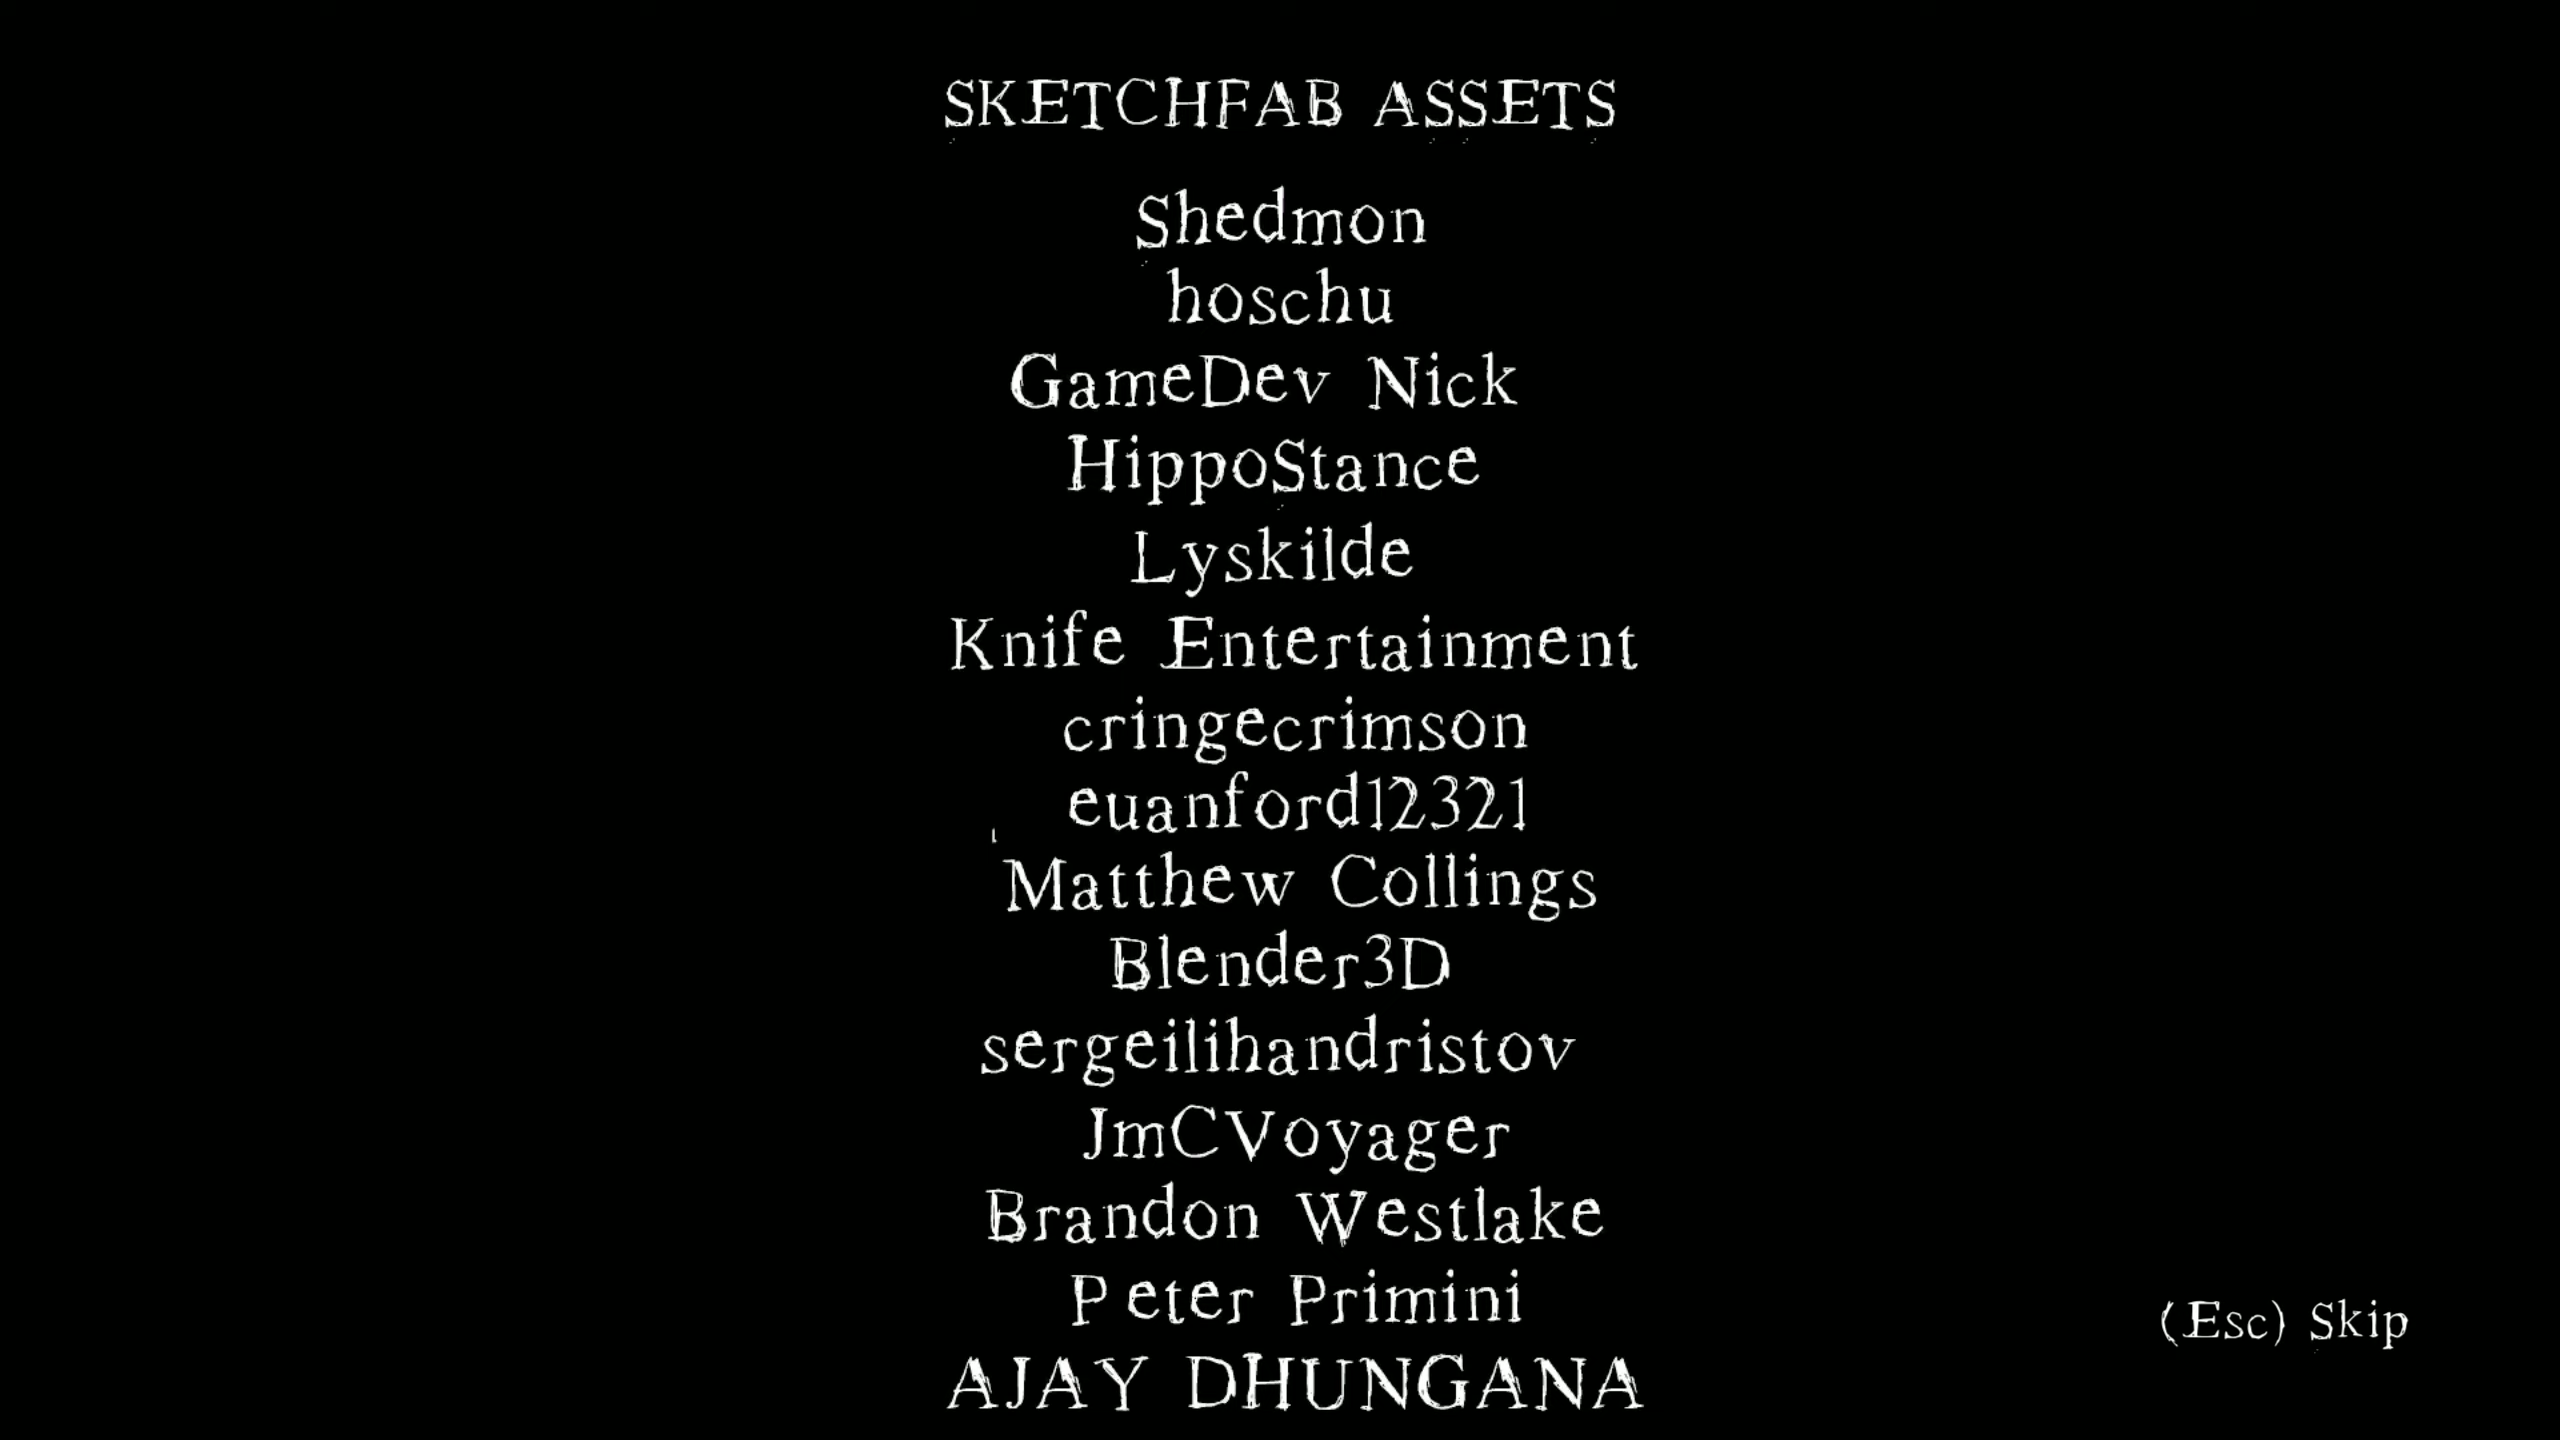 SKETCHFAB ASSETS
Shedmon
hoschu
GameDev Nick
HippoStance
Lyskilde
Knife Entertainment
cringecrimson
euanford12321
Matthew Collings
Blender3D
sergeilihandristov
JmCVoyager
Brandon Westlake
Peter Primini
(Esc) Skip
AJAY DHUNGANA